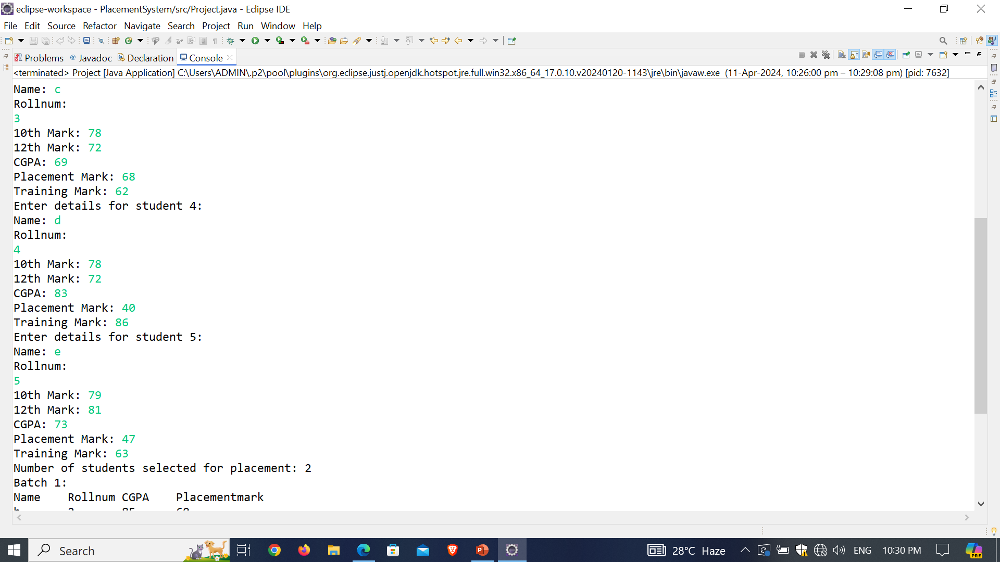 eclipse-workspace - PlacementSystem/src/Project.java - Eclipse IDE
File Edit Source Refactor Navigate Search Project Run Window Help
Problems @ Javadoc Declaration Console
<terminated> Project [Java Application] C:\Users\ADMIN\.p2\pool\plugins\org.eclipse.justj.openjdk.hotspot.jre.full.win32.x86_64_17.0.10.v20240120-1143\jre\bin\javaw.exe (11-Apr-2024, 10:26:00 pm – 10:29:08 pm) [pid: 7632]
Name: c
Rollnum:
3
10th Mark: 78
12th Mark: 72
CGPA: 69
Placement Mark: 68
Training Mark: 62
Enter details for student 4:
Name: d
Rollnum:
4
10th Mark: 78
12th Mark: 72
CGPA: 83
Placement Mark: 40
Training Mark: 86
Enter details for student 5:
Name: e
Rollnum:
5
10th Mark: 79
12th Mark: 81
CGPA: 73
Placement Mark: 47
Training Mark: 63
Number of students selected for placement: 2
Batch 1:
Name Rollnum CGPA Placementmark
Search
28°C Haze
ENG
10:30 PM
PRE